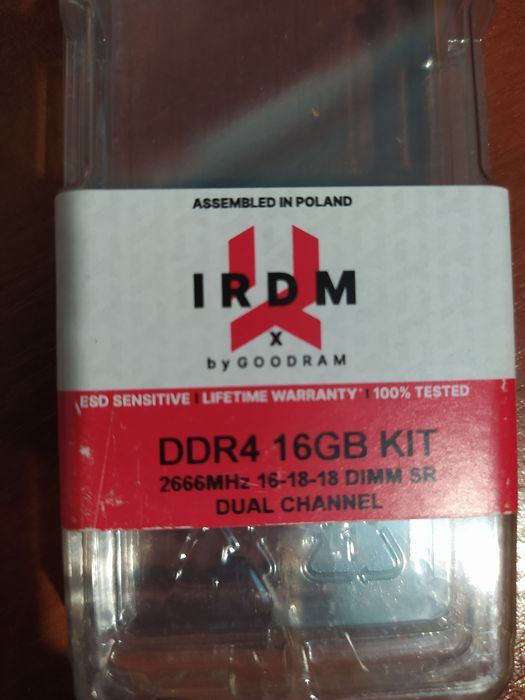 ASSEMBLED IN POLAND
IRDM
X
by GOODRAM
ESD SENSITIVE | LIFETIME WARRANTY* | 100% TESTED
DDR4 16GB KIT
2666MHz 16-18-18 DIMM SR
DUAL CHANNEL